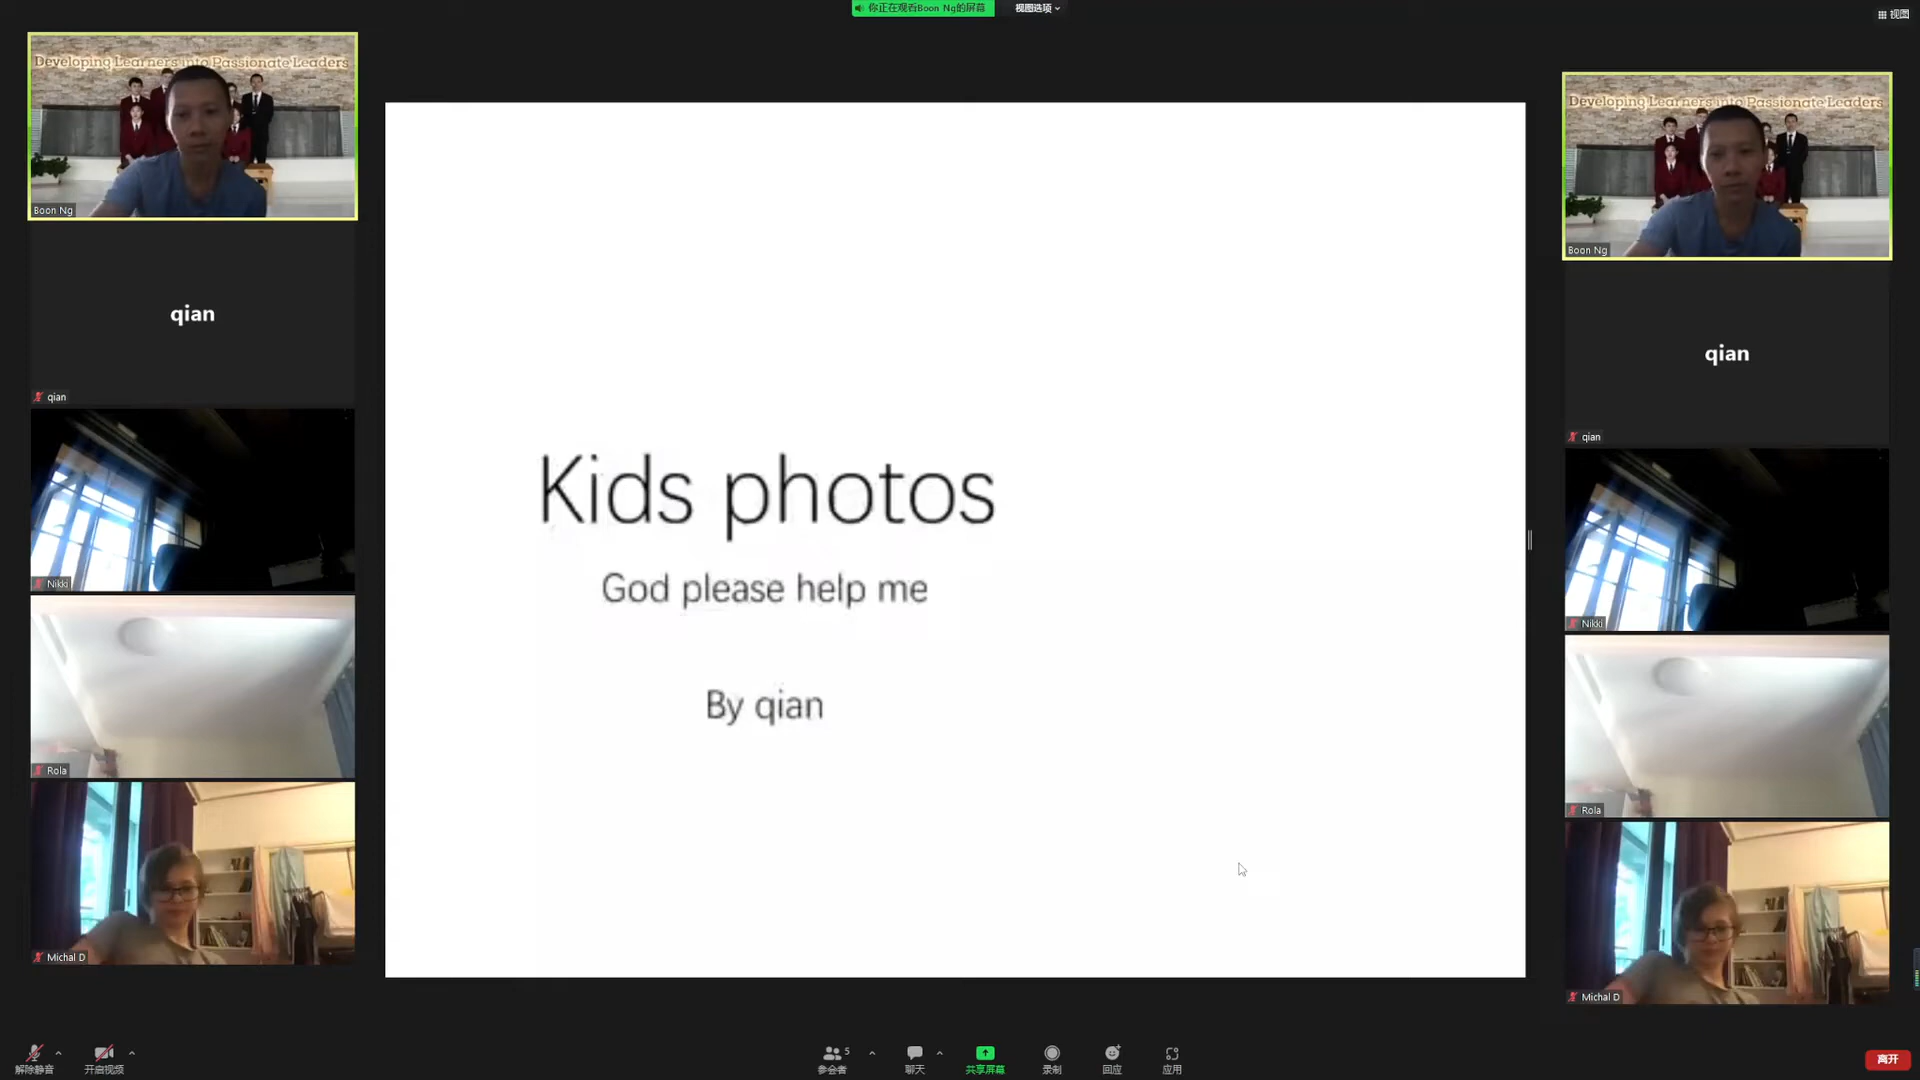 你正在观看Boon Ng的屏幕
视图选项
视图
Developing Learners into Passionate Leaders
Boon Ng
qian
qian
Nikki
Rola
Michal D
Kids photos
God please help me
By qian
Developing Learners into Passionate Leaders
Boon Ng
qian
qian
Nikki
Rola
Michal D
解除静音
开启视频
5
参会者
聊天
共享屏幕
录制
回应
应用
离开